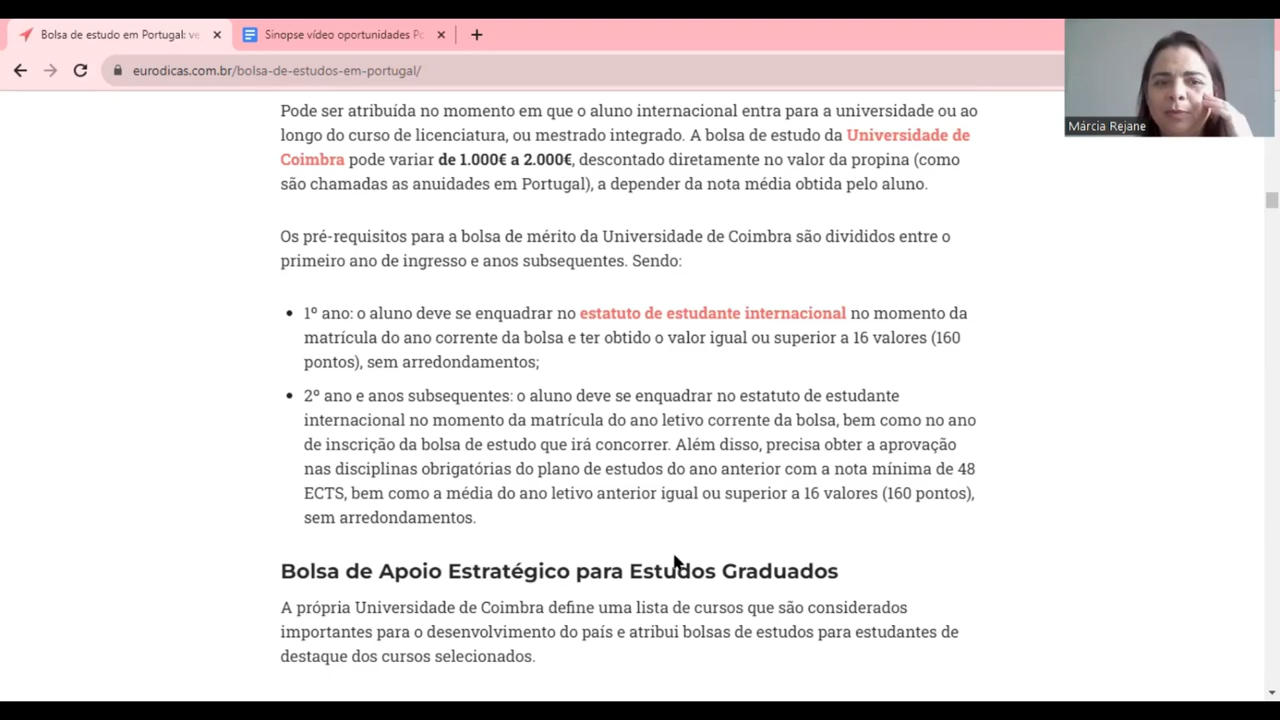 Bolsa de estudo em Portugal: ve
Sinopse vídeo oportunidades Po
eurodicas.com.br/bolsa-de-estudos-em-portugal/
Márcia Rejane
Pode ser atribuída no momento em que o aluno internacional entra para a universidade ou ao
longo do curso de licenciatura, ou mestrado integrado. A bolsa de estudo da Universidade de
Coimbra pode variar de 1.000€ a 2.000€, descontado diretamente no valor da propina (como
são chamadas as anuidades em Portugal), a depender da nota média obtida pelo aluno.
Os pré-requisitos para a bolsa de mérito da Universidade de Coimbra são divididos entre o
primeiro ano de ingresso e anos subsequentes. Sendo:
• 1º ano: o aluno deve se enquadrar no estatuto de estudante internacional no momento da
matrícula do ano corrente da bolsa e ter obtido o valor igual ou superior a 16 valores (160
pontos), sem arredondamentos;
• 2º ano e anos subsequentes: o aluno deve se enquadrar no estatuto de estudante
internacional no momento da matrícula do ano letivo corrente da bolsa, bem como no ano
de inscrição da bolsa de estudo que irá concorrer. Além disso, precisa obter a aprovação
nas disciplinas obrigatórias do plano de estudos do ano anterior com a nota mínima de 48
ECTS, bem como a média do ano letivo anterior igual ou superior a 16 valores (160 pontos),
sem arredondamentos.
Bolsa de Apoio Estratégico para Estudos Graduados
A própria Universidade de Coimbra define uma lista de cursos que são considerados
importantes para o desenvolvimento do país e atribui bolsas de estudos para estudantes de
destaque dos cursos selecionados.